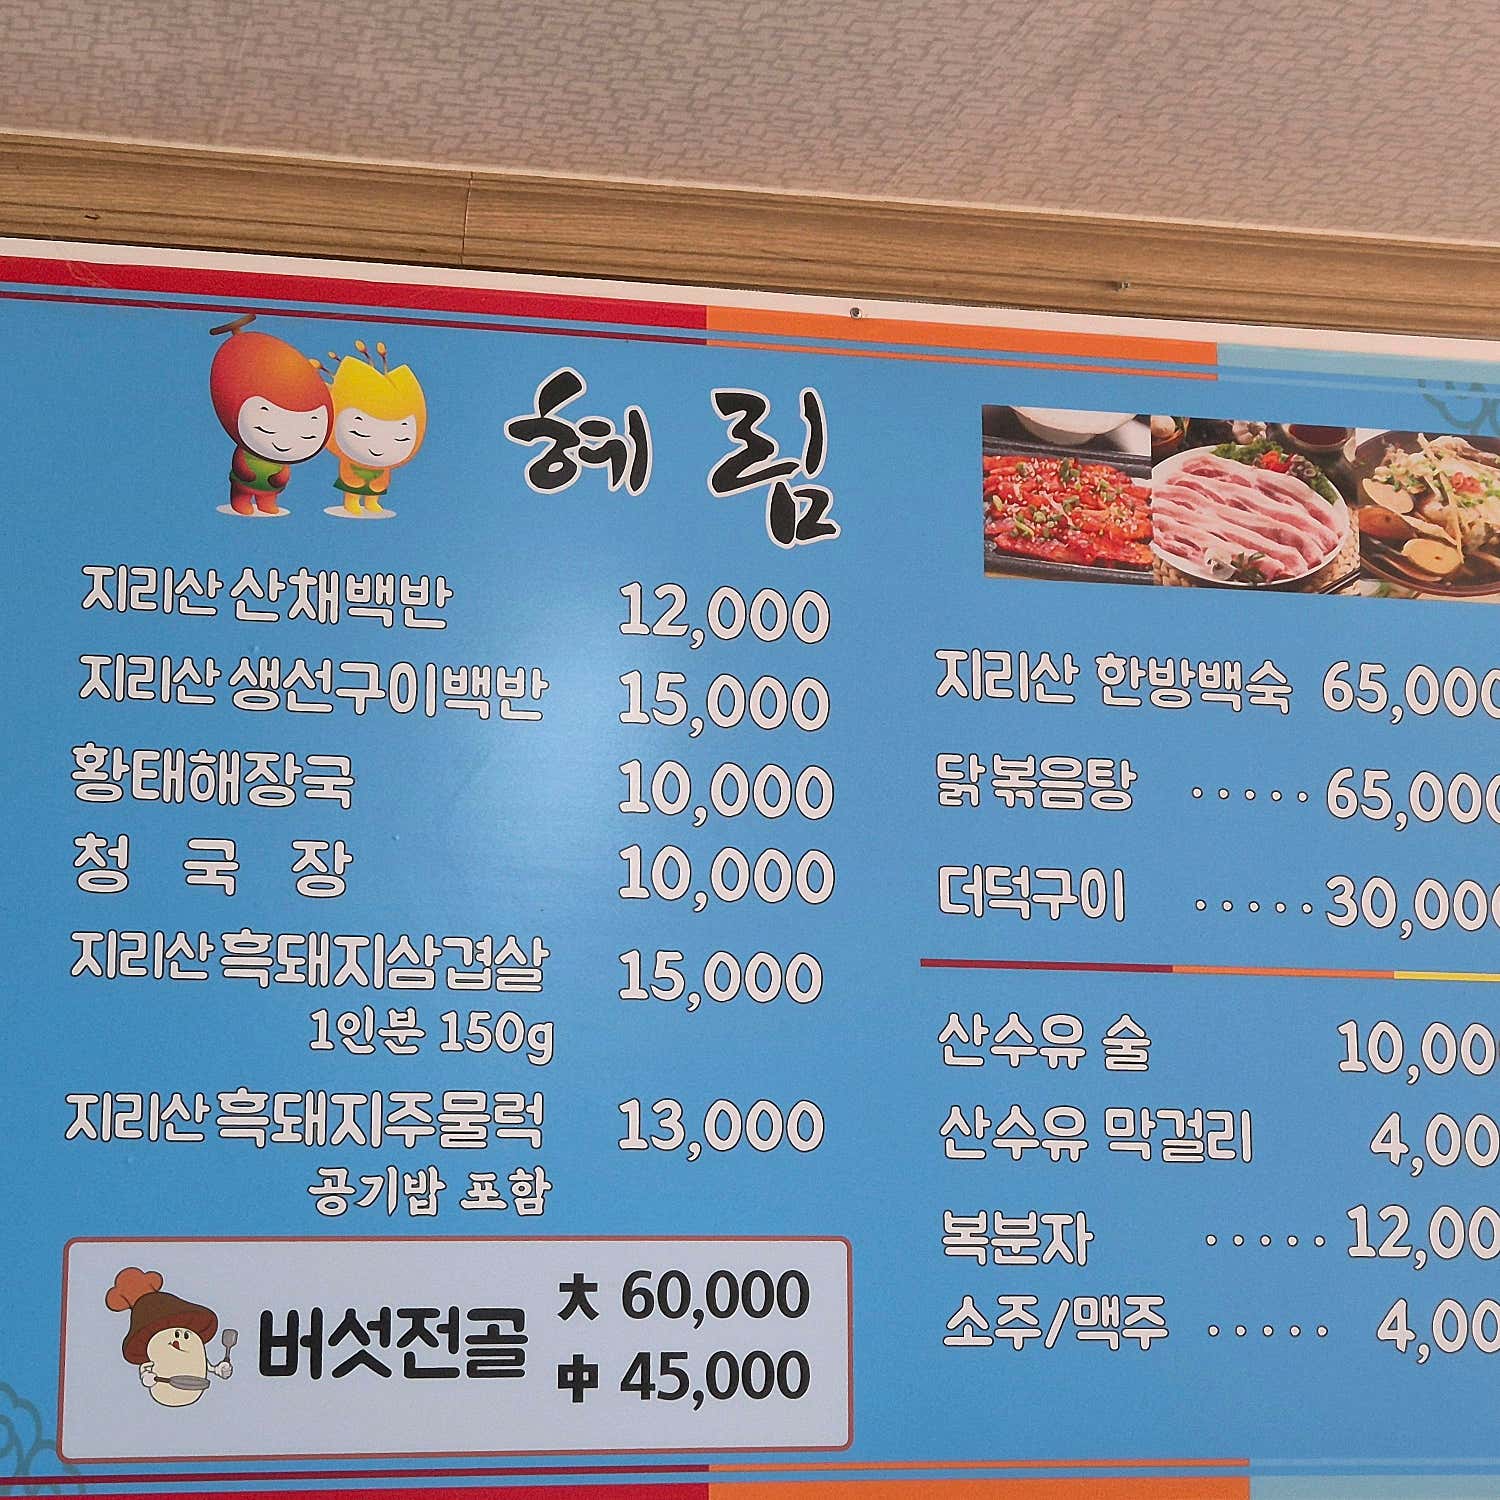 혜림
지리산 산채백반 12,000
지리산 생선구이백반 15,000
황태해장국 10,000
청 국 장 10,000
지리산 흑돼지삼겹살 15,000
1인분 150g
지리산 흑돼지주물럭 13,000
공기밥 포함
버섯전골 大 60,000
中 45,000
지리산 한방백숙 65,000
닭볶음탕 ····· 65,000
더덕구이 ····· 30,000
산수유 술 10,00
산수유 막걸리 4,00
복분자 ····· 12,00
소주/맥주 ····· 4,00